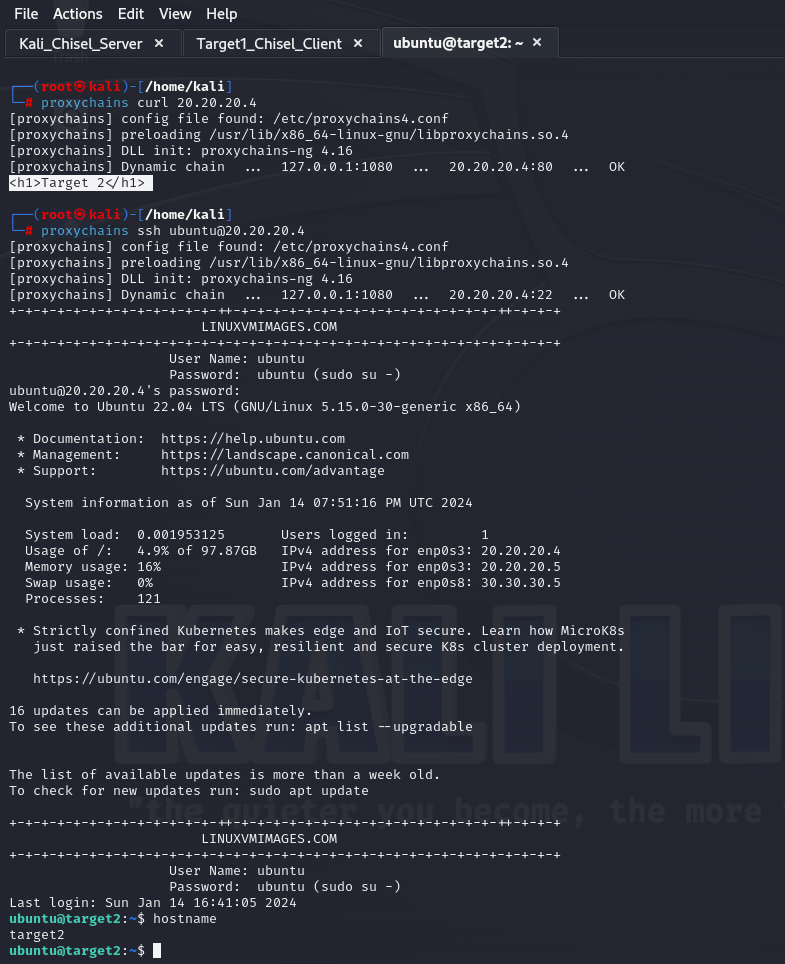 File Actions Edit View Help
Kali_Chisel_Server × Target1_Chisel_Client × ubuntu@target2: ~ ×
┌──(root㉿kali)-[/home/kali]
└─# proxychains curl 20.20.20.4
[proxychains] config file found: /etc/proxychains4.conf
[proxychains] preloading /usr/lib/x86_64-linux-gnu/libproxychains.so.4
[proxychains] DLL init: proxychains-ng 4.16
[proxychains] Dynamic chain  ...  127.0.0.1:1080  ...  20.20.20.4:80  ...  OK
<h1>Target 2</h1>
┌──(root㉿kali)-[/home/kali]
└─# proxychains ssh ubuntu@20.20.20.4
[proxychains] config file found: /etc/proxychains4.conf
[proxychains] preloading /usr/lib/x86_64-linux-gnu/libproxychains.so.4
[proxychains] DLL init: proxychains-ng 4.16
[proxychains] Dynamic chain  ...  127.0.0.1:1080  ...  20.20.20.4:22  ...  OK
+-+-+-+-+-+-+-+-+-+-+-+-+-++-+-+-+-+-+-+-+-+-+-+-+-+-+-+-+-+-++-+-+-+
LINUXVMIMAGES.COM
+-+-+-+-+-+-+-+-+-+-+-+-+-+-+-+-+-+-+-+-+-+-+-+-+-+-+-+-+-+-+-+-+-+-+
User Name: ubuntu
Password:  ubuntu (sudo su -)
ubuntu@20.20.20.4's password:
Welcome to Ubuntu 22.04 LTS (GNU/Linux 5.15.0-30-generic x86_64)
* Documentation:  https://help.ubuntu.com
* Management:     https://landscape.canonical.com
* Support:        https://ubuntu.com/advantage
System information as of Sun Jan 14 07:51:16 PM UTC 2024
System load:  0.001953125       Users logged in:         1
Usage of /:   4.9% of 97.87GB   IPv4 address for enp0s3: 20.20.20.4
Memory usage: 16%               IPv4 address for enp0s3: 20.20.20.5
Swap usage:   0%                IPv4 address for enp0s8: 30.30.30.5
Processes:    121
* Strictly confined Kubernetes makes edge and IoT secure. Learn how MicroK8s
just raised the bar for easy, resilient and secure K8s cluster deployment.
https://ubuntu.com/engage/secure-kubernetes-at-the-edge
16 updates can be applied immediately.
To see these additional updates run: apt list --upgradable
The list of available updates is more than a week old.
To check for new updates run: sudo apt update
+-+-+-+-+-+-+-+-+-+-+-+-+-++-+-+-+-+-+-+-+-+-+-+-+-+-+-+-+-+-++-+-+-+
LINUXVMIMAGES.COM
+-+-+-+-+-+-+-+-+-+-+-+-+-+-+-+-+-+-+-+-+-+-+-+-+-+-+-+-+-+-+-+-+-+-+
User Name: ubuntu
Password:  ubuntu (sudo su -)
Last login: Sun Jan 14 16:41:05 2024
ubuntu@target2:~$ hostname
target2
ubuntu@target2:~$
KALI LI
"the quieter you become, the more